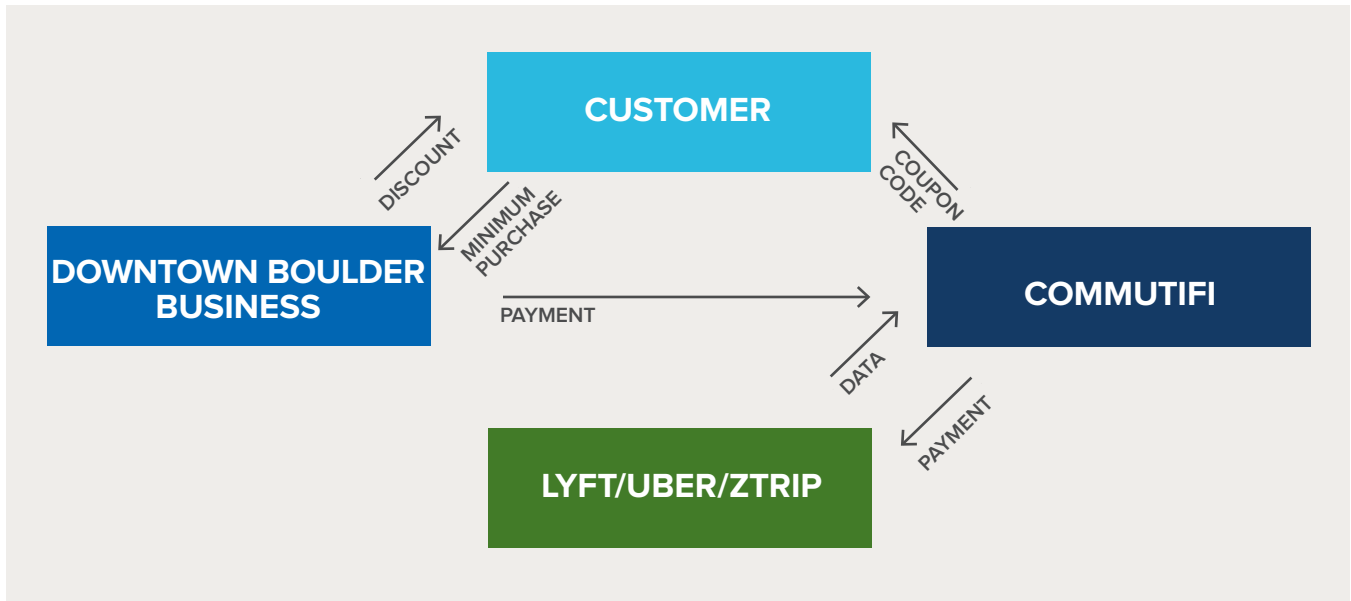 CUSTOMER
DISCOUNT
MINIMUM
PURCHASE
COUPON
CODE
DOWNTOWN BOULDER
BUSINESS
COMMUTIFI
PAYMENT
DATA
PAYMENT
LYFT/UBER/ZTRIP